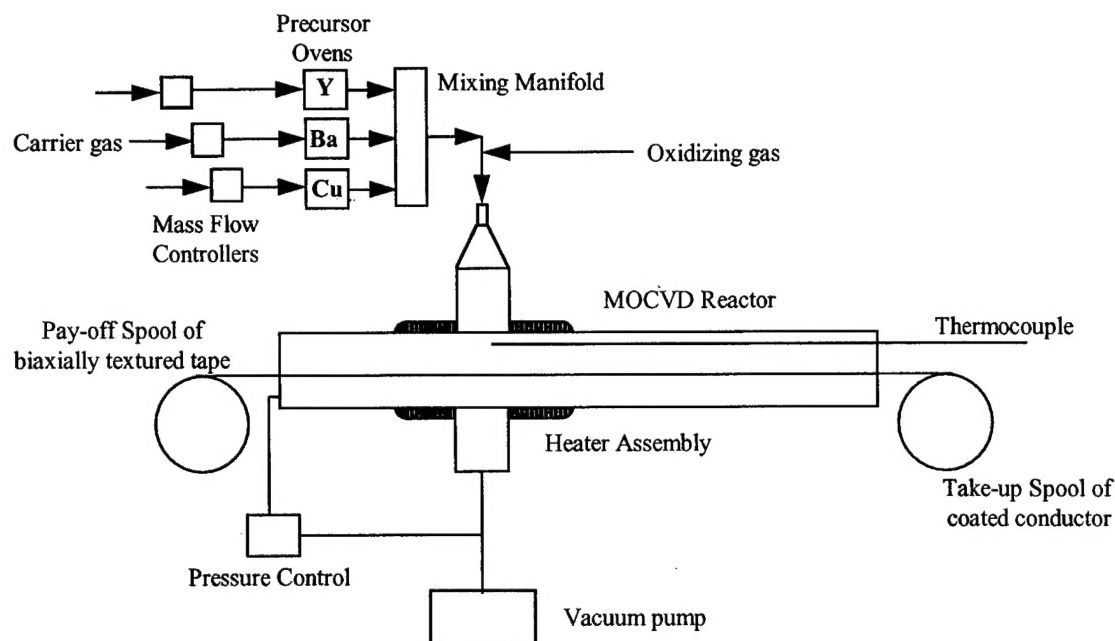 Precursor
Ovens
Y
Mixing Manifold
Carrier gas
Ba
Oxidizing gas
Cu
Mass Flow
Controllers
MOCVD Reactor
Pay-off Spool of
biaxially textured tape
Thermocouple
Heater Assembly
Take-up Spool of
coated conductor
Pressure Control
Vacuum pump